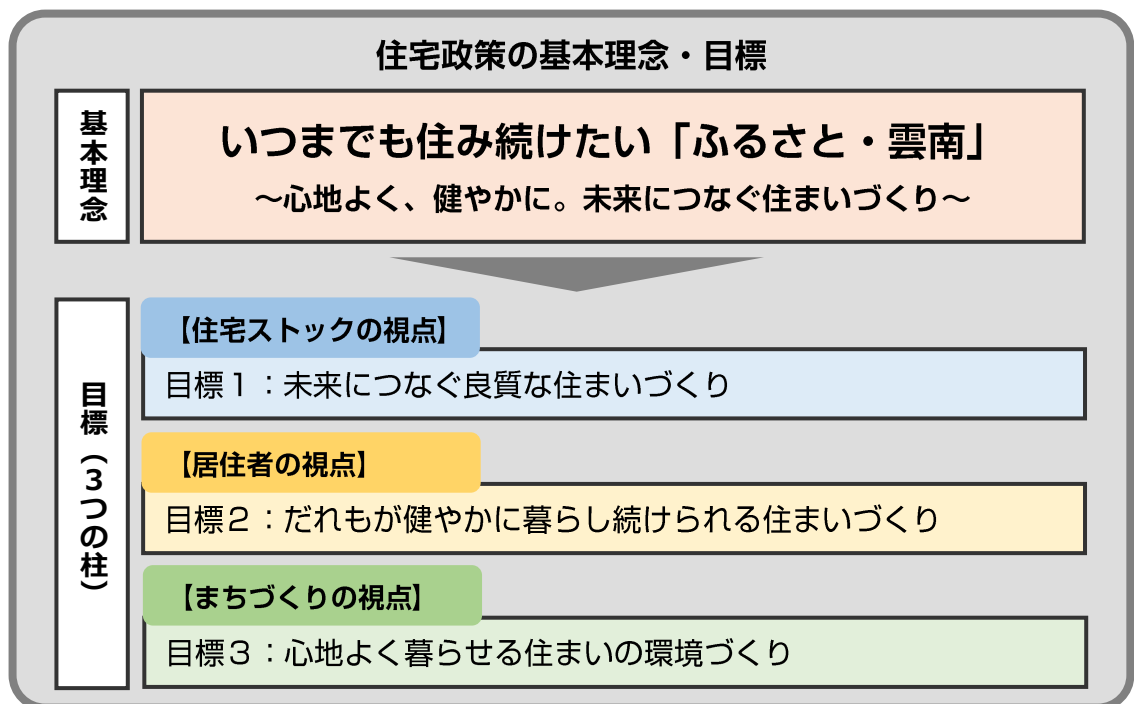 住宅政策の基本理念・目標
基本理念
いつまでも住み続けたい「ふるさと・雲南」
～心地よく、健やかに。未来につなぐ住まいづくり～
目標（３つの柱）
【住宅ストックの視点】
目標１：未来につなぐ良質な住まいづくり
【居住者の視点】
目標２：だれもが健やかに暮らし続けられる住まいづくり
【まちづくりの視点】
目標３：心地よく暮らせる住まいの環境づくり